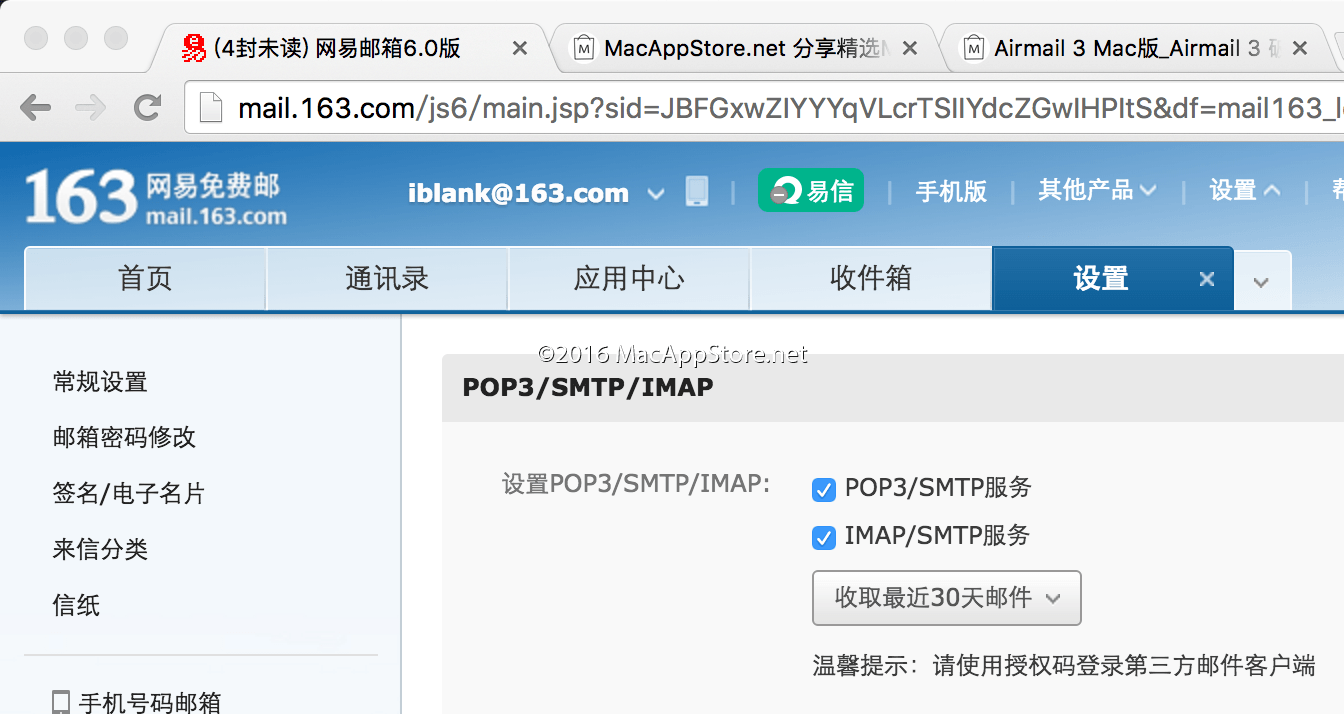 (4封未读) 网易邮箱6.0版
MacAppStore.net 分享精选
Airmail 3 Mac版_Airmail 3
mail.163.com/js6/main.jsp?sid=JBFGxwZIYYYqVLcrTSIIYdcZGwIHPItS&df=mail163_l
163 网易免费邮
mail.163.com
iblank@163.com
易信
手机版
其他产品
设置
首页
通讯录
应用中心
收件箱
设置
常规设置
邮箱密码修改
签名/电子名片
来信分类
信纸
手机号码邮箱
©2016 MacAppStore.net
POP3/SMTP/IMAP
设置POP3/SMTP/IMAP:
POP3/SMTP服务
IMAP/SMTP服务
收取最近30天邮件
温馨提示：请使用授权码登录第三方邮件客户端